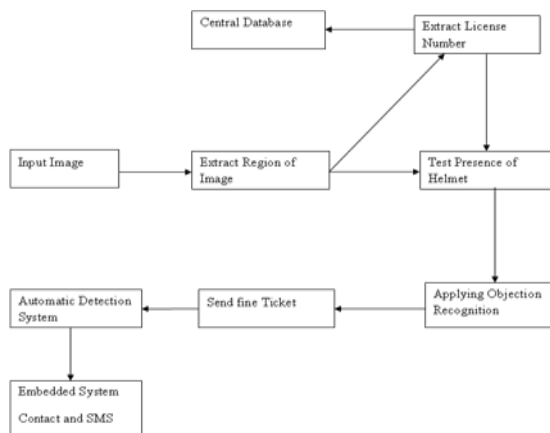 Central Database
Extract License
Number
Input Image
Extract Region of
Image
Test Presence of
Helmet
Automatic Detection
System
Send fine Ticket
Applying Objection
Recognition
Embedded System
Contact and SMS